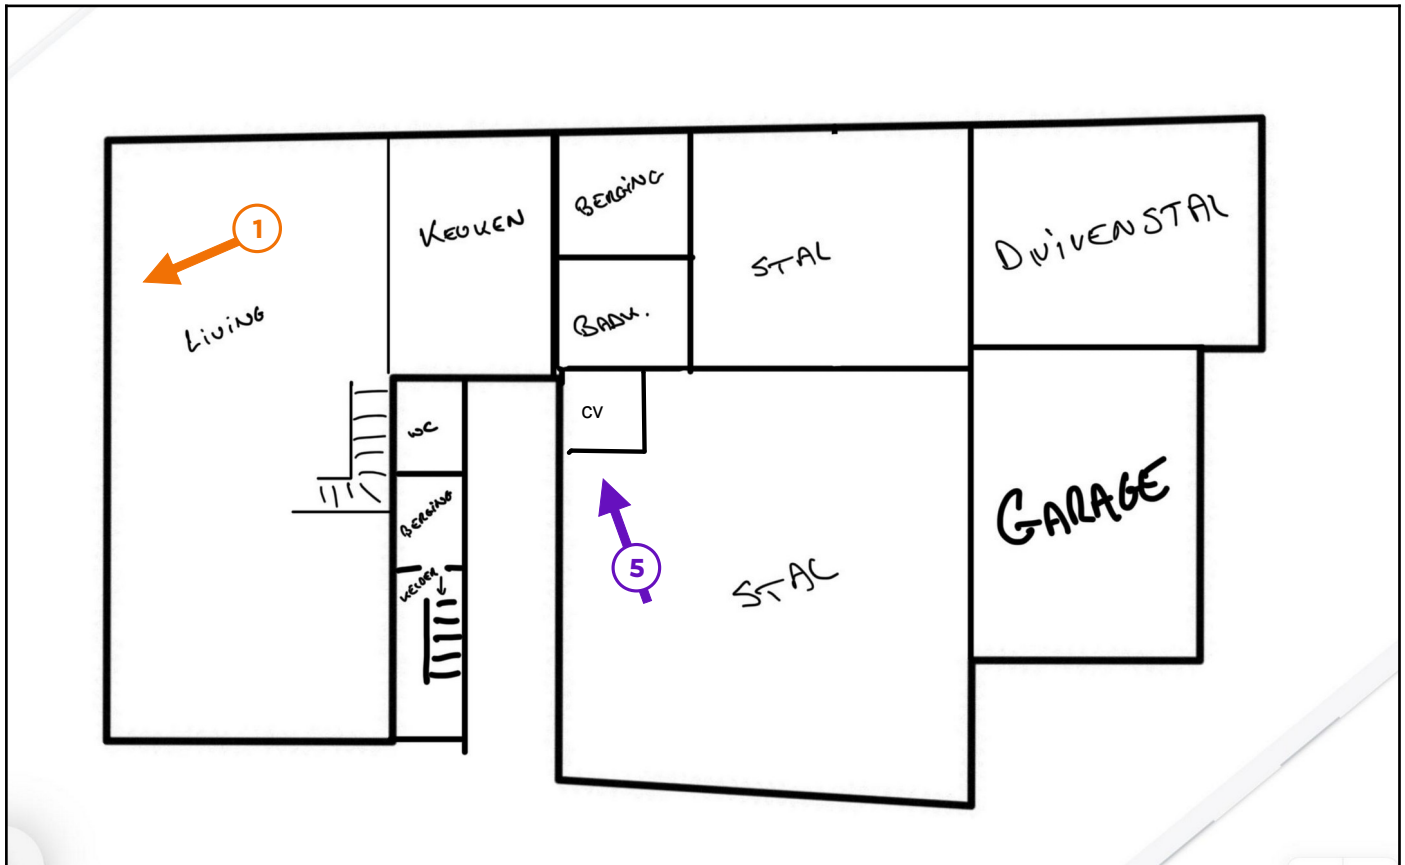 1
LIVING
KEUKEN
BERGING
BADK.
STAL
DUIVENSTAL
WC
BERGING
KELDER
CV
5
STAL
GARAGE